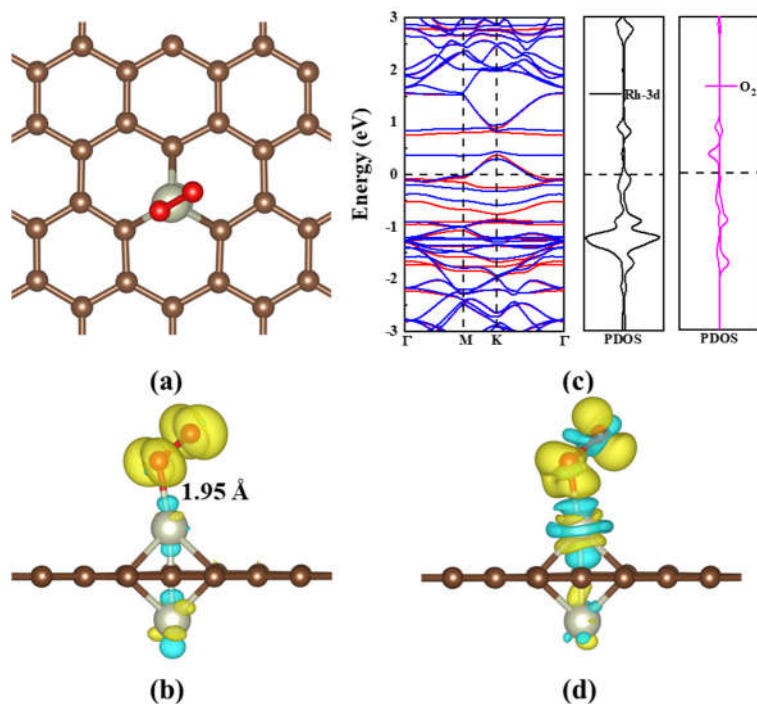 3
2
1
0
-1
-2
-3
Energy (eV)
Γ M K Γ
Rh-3d
PDOS
O2
PDOS
(a)
(c)
1.95 Å
(b)
(d)